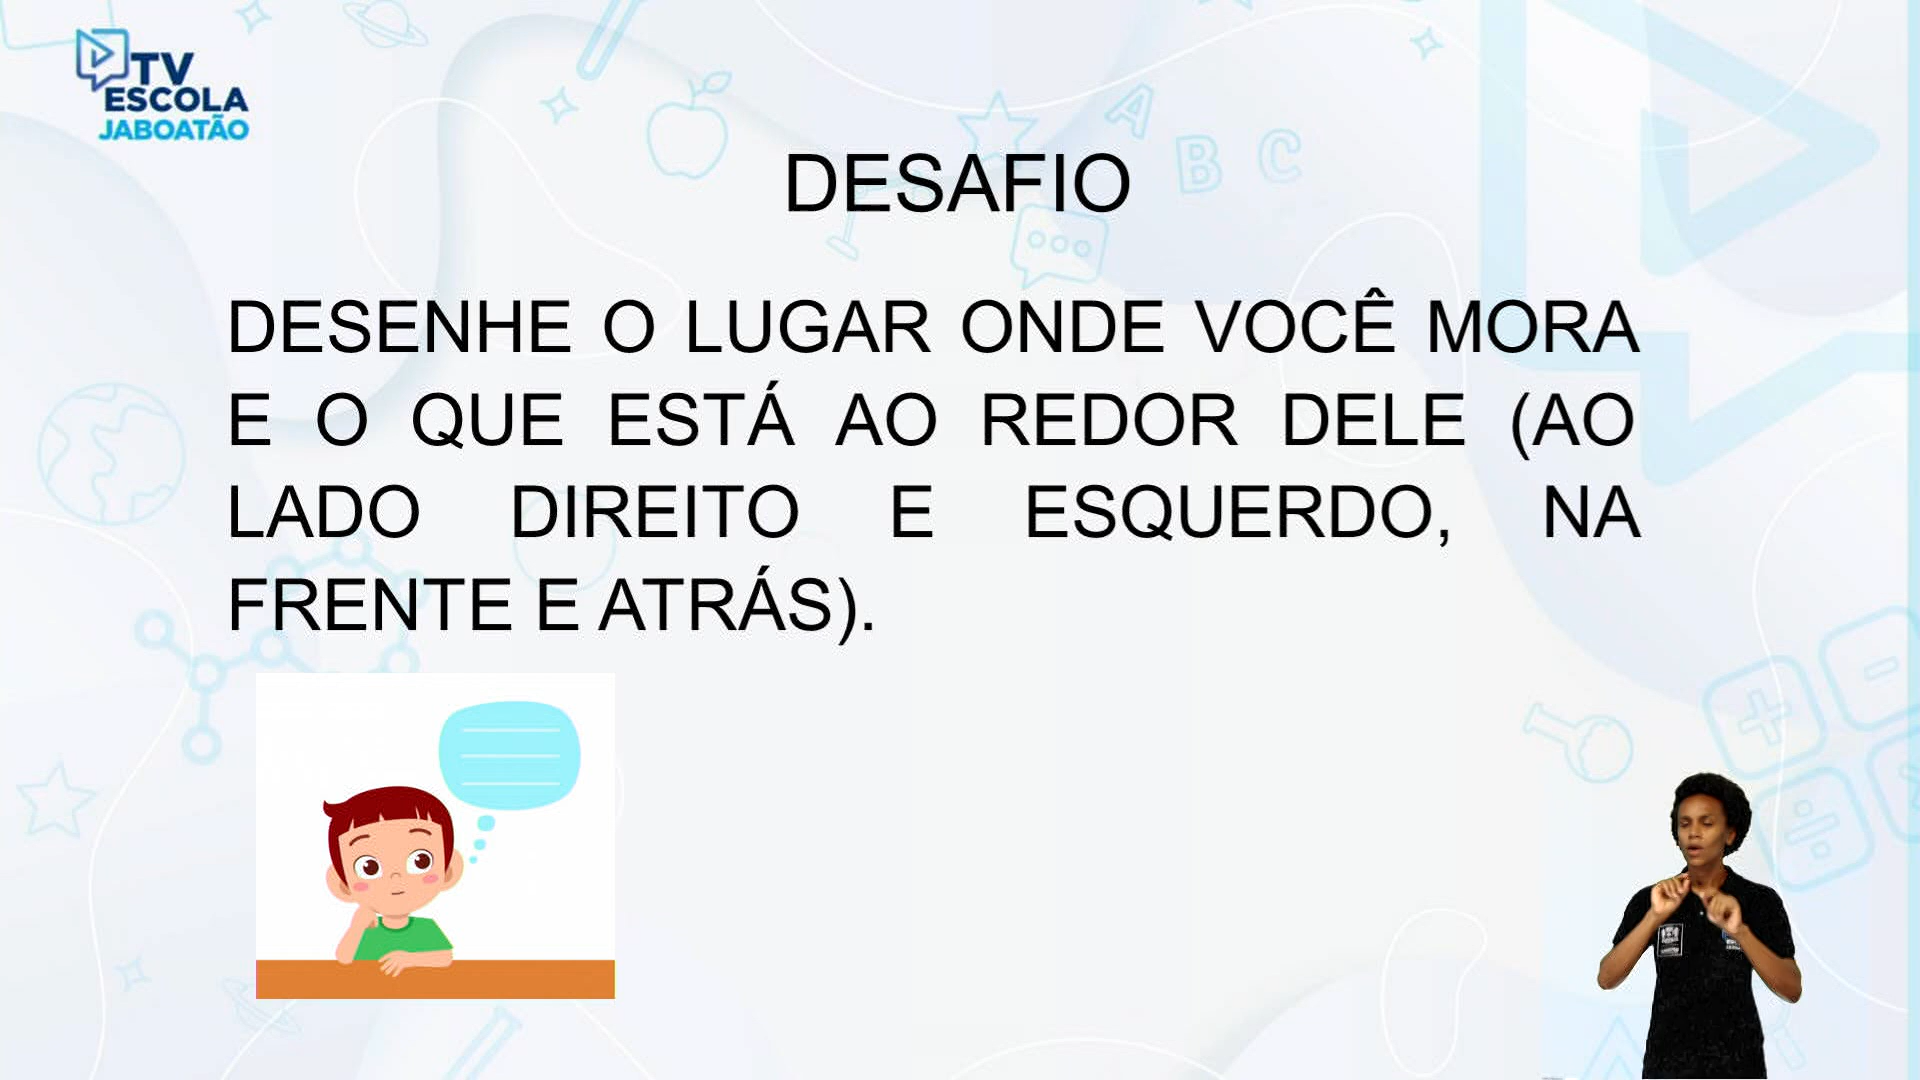 TV
ESCOLA
JABOATÃO
A B C
DESAFIO
DESENHE O LUGAR ONDE VOCÊ MORA
E O QUE ESTÁ AO REDOR DELE (AO
LADO DIREITO E ESQUERDO, NA
FRENTE E ATRÁS).